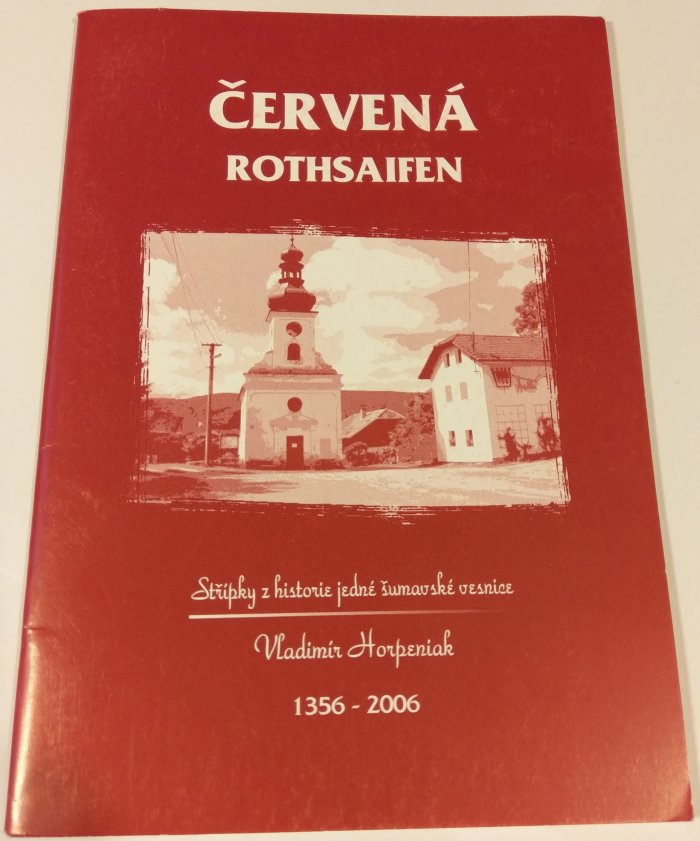 ČERVENÁ
ROTHSAIFEN
Střípky z historie jedné šumavské vesnice
Vladimír Horpeniak
1356 - 2006